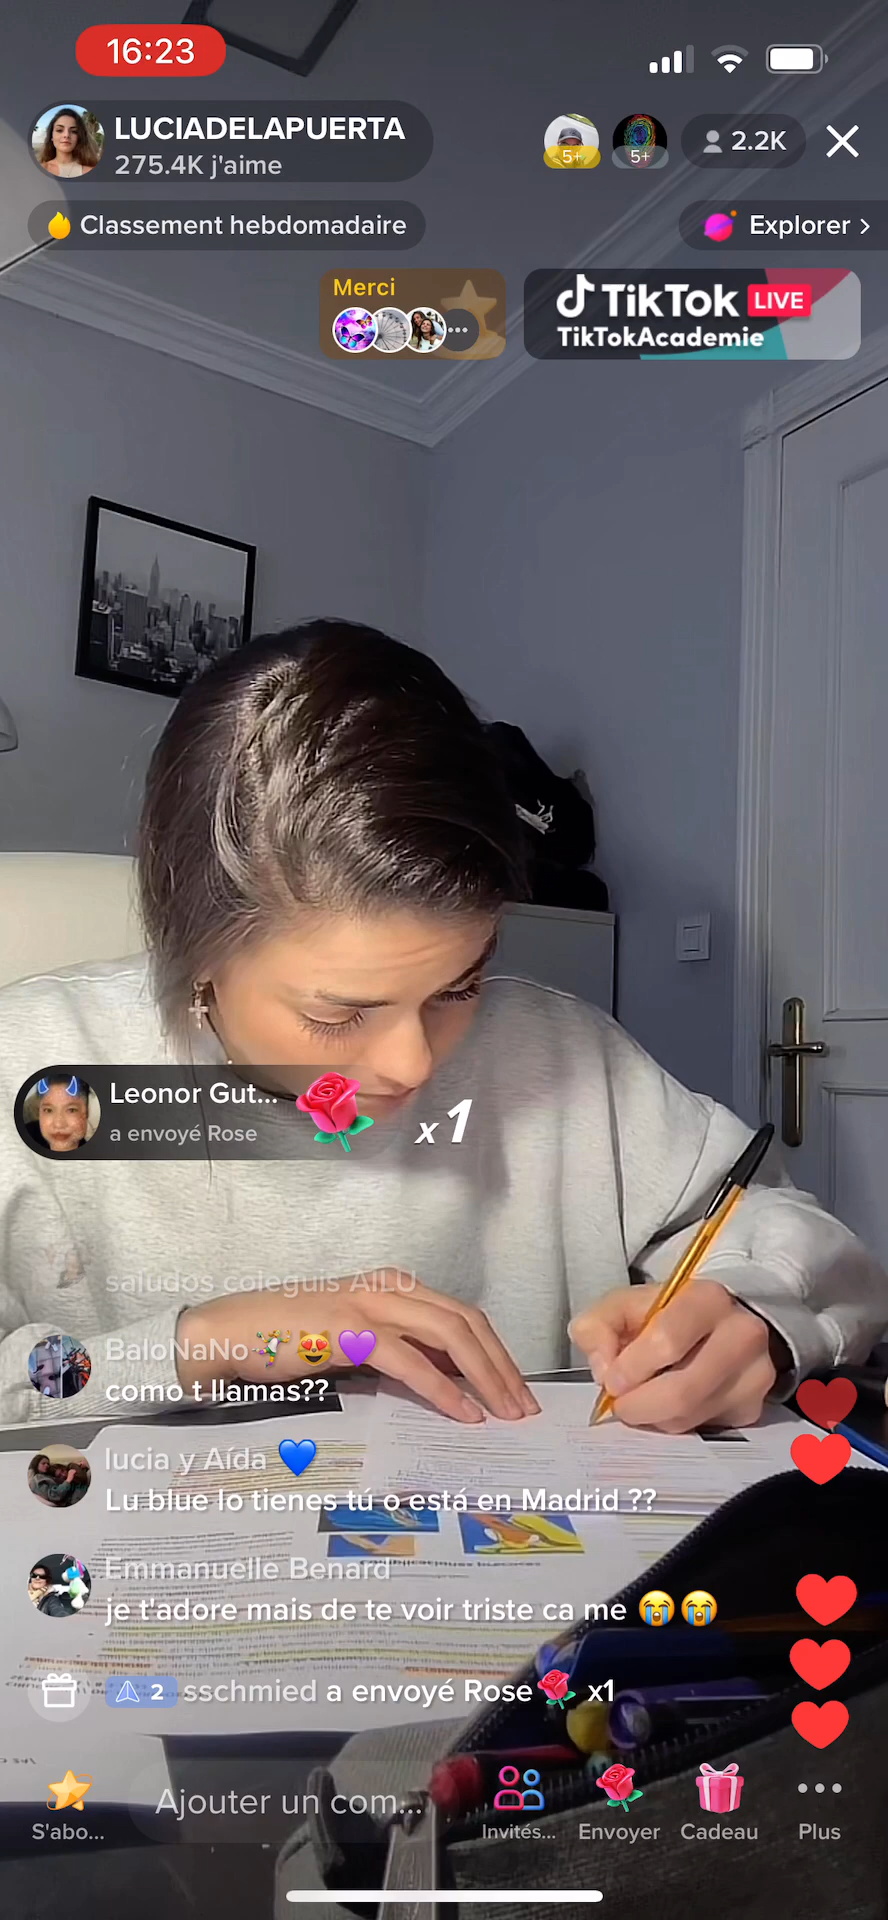 16:23
LUCIADELAPUERTA
275.4K j'aime
5+
5+
2.2K
Classement hebdomadaire
Explorer >
Merci
TikTok LIVE
TikTokAcademie
Leonor Gut...
a envoyé Rose
x1
saludos coleguis AILU
BaloNaNo🤸😻💜
como t llamas??
lucia y Aída 💙
Lu blue lo tienes tú o está en Madrid ??
Emmanuelle Benard
je t'adore mais de te voir triste ca me 😭😭
2 sschmied a envoyé Rose🌹 x1
Ajouter un com...
S'abo...
Invités...
Envoyer
Cadeau
Plus